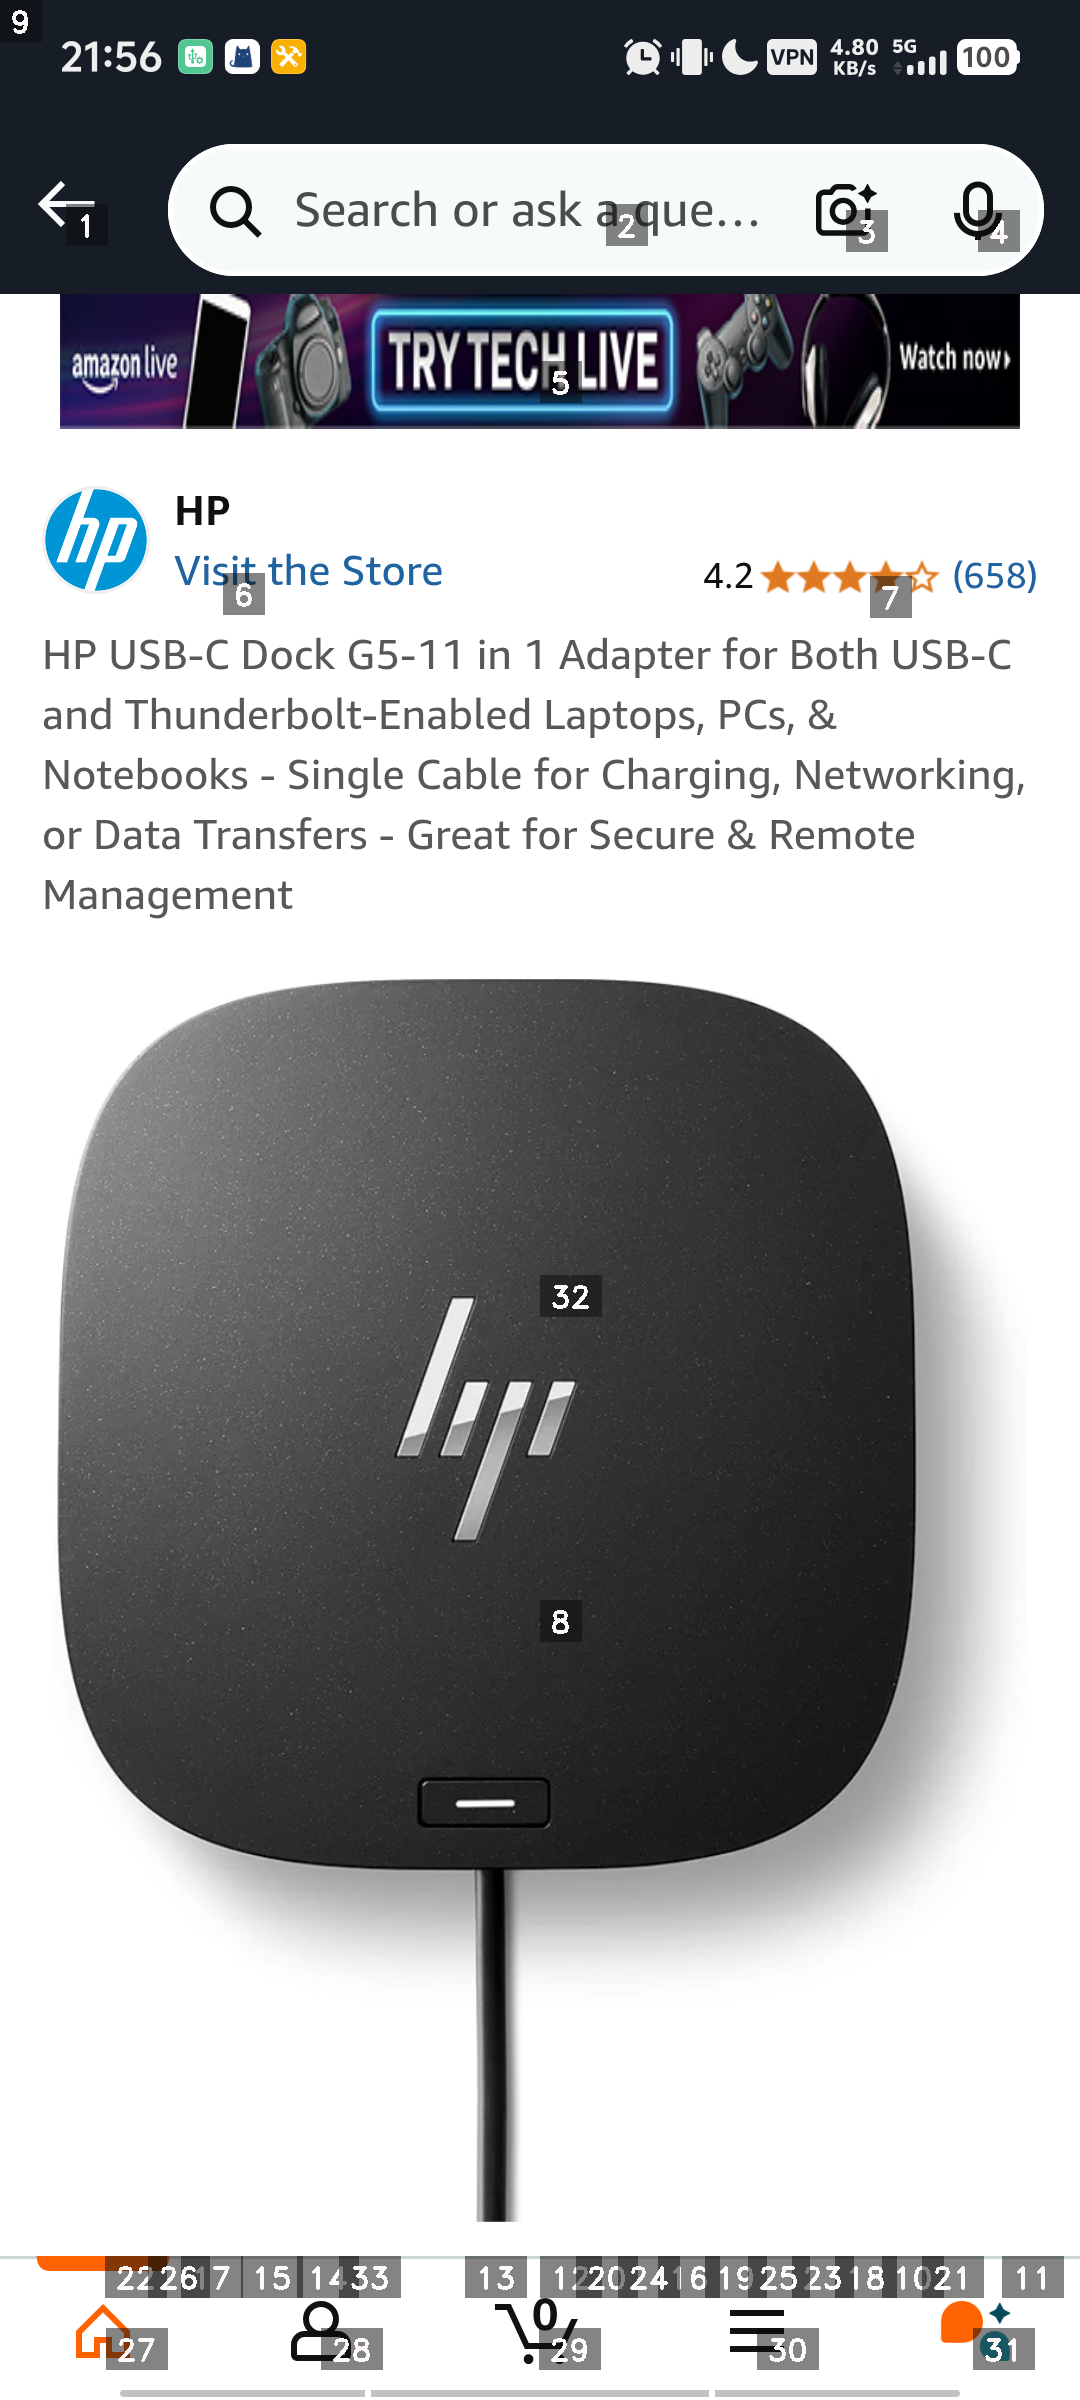 9
21:56
VPN 4.80 KB/s 5G 100
1
Search or ask a que...
2
3
4
amazon live
TRY TECH LIVE
Watch now
5
hp
HP
Visit the Store
6
4.2 (658)
7
HP USB-C Dock G5-11 in 1 Adapter for Both USB-C
and Thunderbolt-Enabled Laptops, PCs, &
Notebooks - Single Cable for Charging, Networking,
or Data Transfers - Great for Secure & Remote
Management
32
hp
8
22 26 17 15 14 33 13 12 20 24 16 19 25 23 18 10 21 11
0
27 28 29 30 31